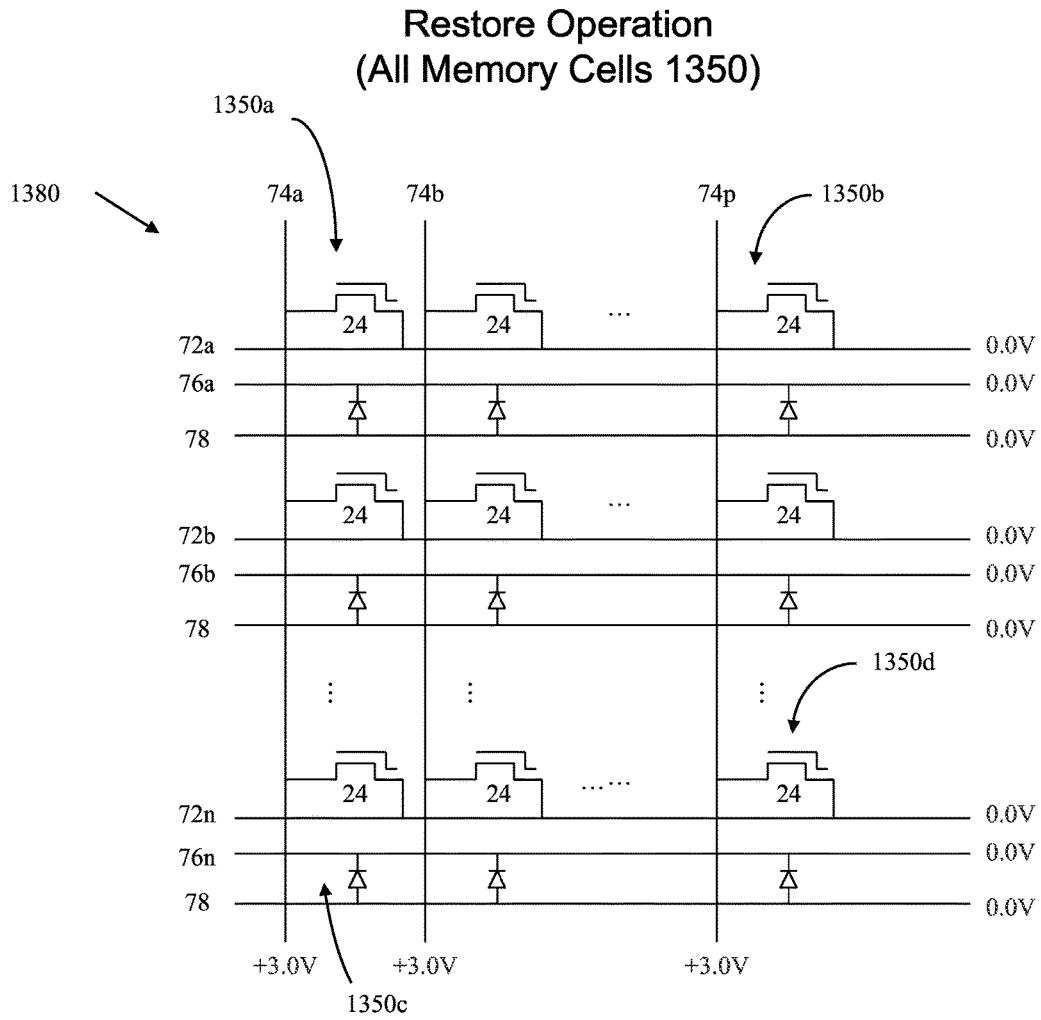 Restore Operation
(All Memory Cells 1350)
1350a
1380
74a 74b 74p 1350b
24 24 ... 24
72a 0.0V
76a 0.0V
78 0.0V
24 24 ... 24
72b 0.0V
76b 0.0V
78 0.0V
1350d
24 24 ... ... 24
72n 0.0V
76n 0.0V
78 0.0V
+3.0V +3.0V +3.0V
1350c